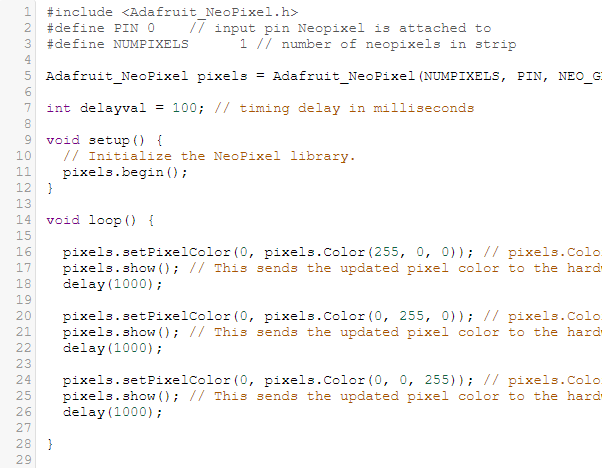 1 #include <Adafruit_NeoPixel.h>
2 #define PIN 0    // input pin Neopixel is attached to
3 #define NUMPIXELS      1 // number of neopixels in strip
4
5 Adafruit_NeoPixel pixels = Adafruit_NeoPixel(NUMPIXELS, PIN, NEO_G
6
7 int delayval = 100; // timing delay in milliseconds
8
9 void setup() {
10   // Initialize the NeoPixel library.
11   pixels.begin();
12 }
13
14 void loop() {
15
16   pixels.setPixelColor(0, pixels.Color(255, 0, 0)); // pixels.Colo
17   pixels.show(); // This sends the updated pixel color to the hard
18   delay(1000);
19
20   pixels.setPixelColor(0, pixels.Color(0, 255, 0)); // pixels.Colo
21   pixels.show(); // This sends the updated pixel color to the hard
22   delay(1000);
23
24   pixels.setPixelColor(0, pixels.Color(0, 0, 255)); // pixels.Colo
25   pixels.show(); // This sends the updated pixel color to the hard
26   delay(1000);
27
28 }
29